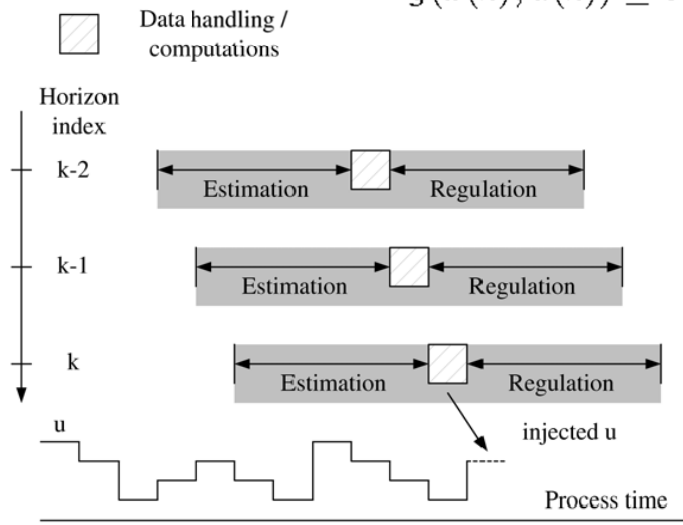 Data handling /
computations
Horizon
index
k-2
Estimation
Regulation
k-1
Estimation
Regulation
k
Estimation
Regulation
u
injected u
Process time